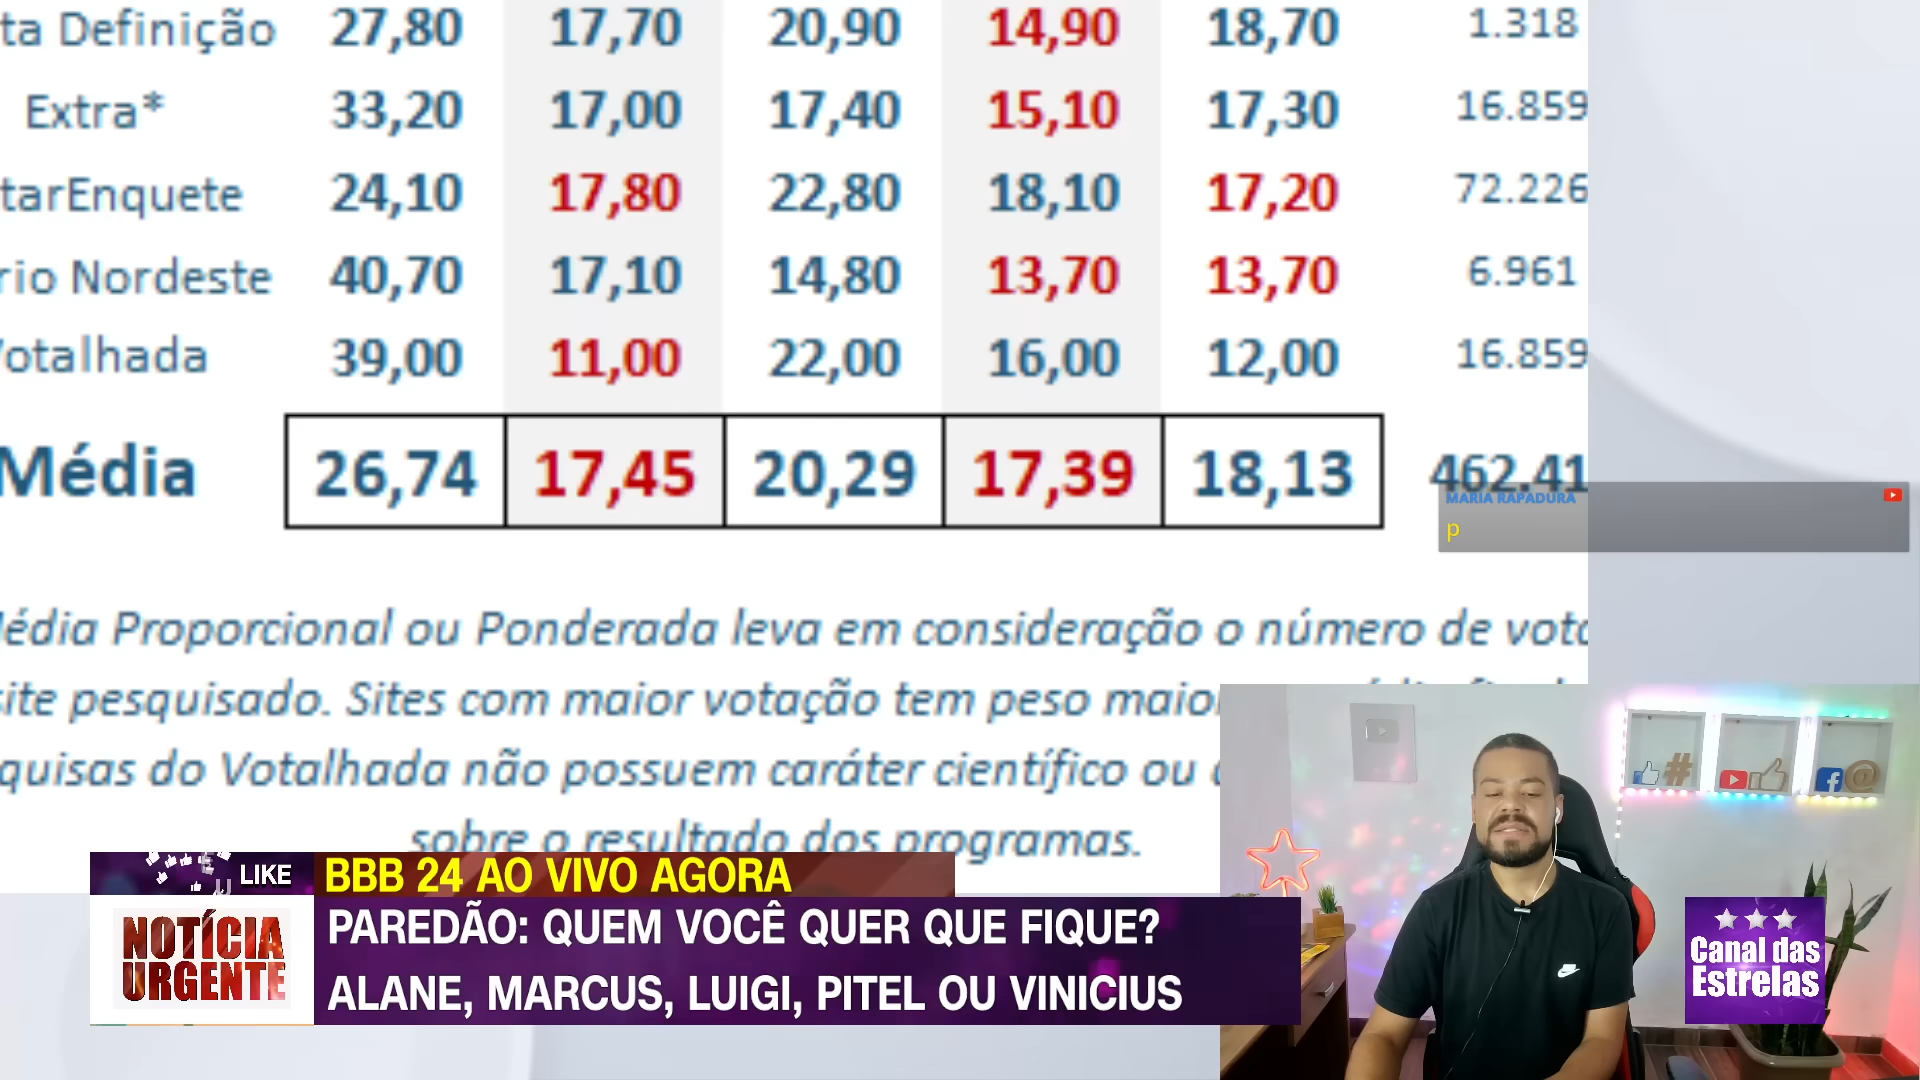 ta Definição 27,80 17,70 20,90 14,90 18,70 1.318
Extra* 33,20 17,00 17,40 15,10 17,30 16.859
tarEnquete 24,10 17,80 22,80 18,10 17,20 72.226
rio Nordeste 40,70 17,10 14,80 13,70 13,70 6.961
Votalhada 39,00 11,00 22,00 16,00 12,00 16.859
Média 26,74 17,45 20,29 17,39 18,13 462.41
MARIA RAPADURA
p
Média Proporcional ou Ponderada leva em consideração o número de voto
site pesquisado. Sites com maior votação tem peso maior
quisas do Votalhada não possuem caráter científico ou
sobre o resultado dos programas.
LIKE
BBB 24 AO VIVO AGORA
NOTÍCIA
URGENTE
PAREDÃO: QUEM VOCÊ QUER QUE FIQUE?
ALANE, MARCUS, LUIGI, PITEL OU VINICIUS
Canal das
Estrelas